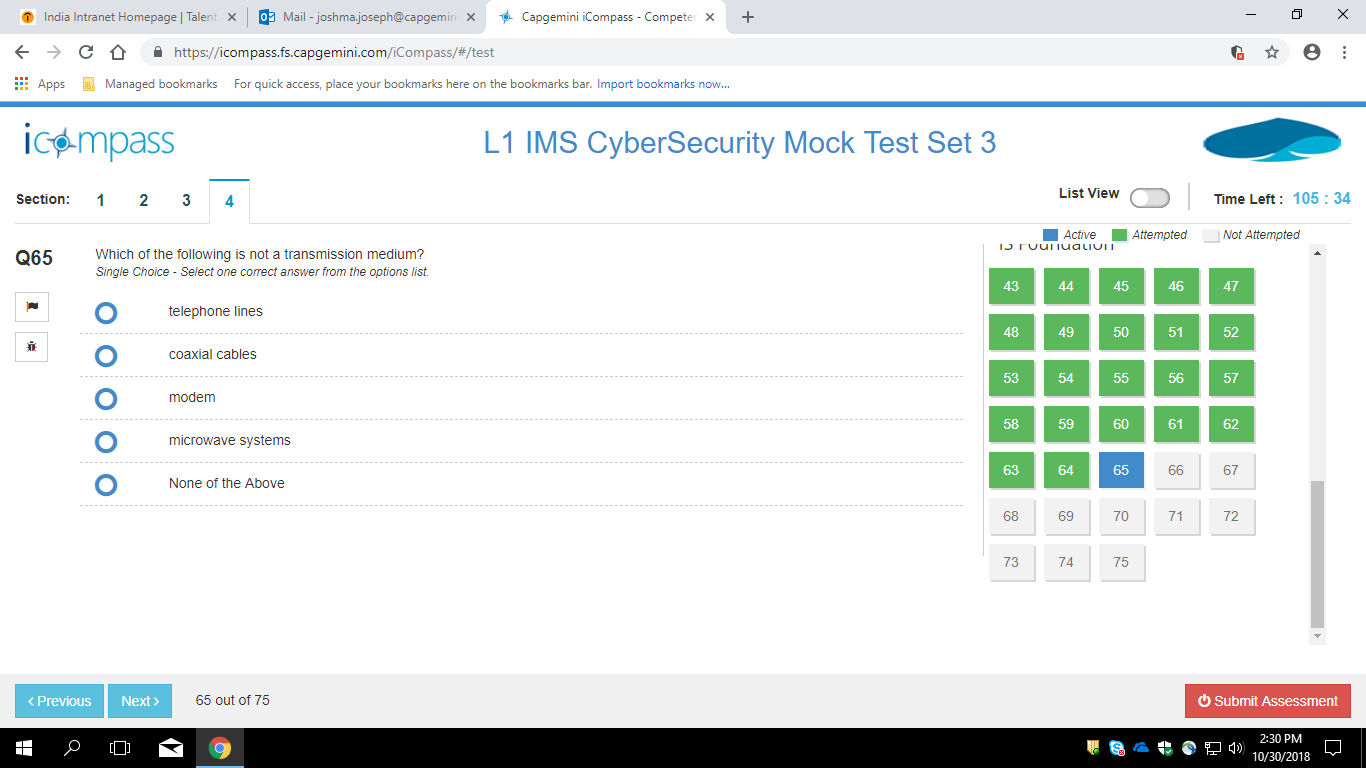 India Intranet Homepage | Talent
Mail - joshma.joseph@capgemin
Capgemini iCompass - Competer
https://icompass.fs.capgemini.com/iCompass/#/test
Apps
Managed bookmarks
For quick access, place your bookmarks here on the bookmarks bar. Import bookmarks now...
icompass
L1 IMS CyberSecurity Mock Test Set 3
Section: 1 2 3 4
List View
Time Left : 105 : 34
Active Attempted Not Attempted
IS Foundation
Q65
Which of the following is not a transmission medium?
Single Choice - Select one correct answer from the options list.
telephone lines
coaxial cables
modem
microwave systems
None of the Above
43 44 45 46 47
48 49 50 51 52
53 54 55 56 57
58 59 60 61 62
63 64 65 66 67
68 69 70 71 72
73 74 75
< Previous
Next >
65 out of 75
Submit Assessment
2:30 PM
10/30/2018